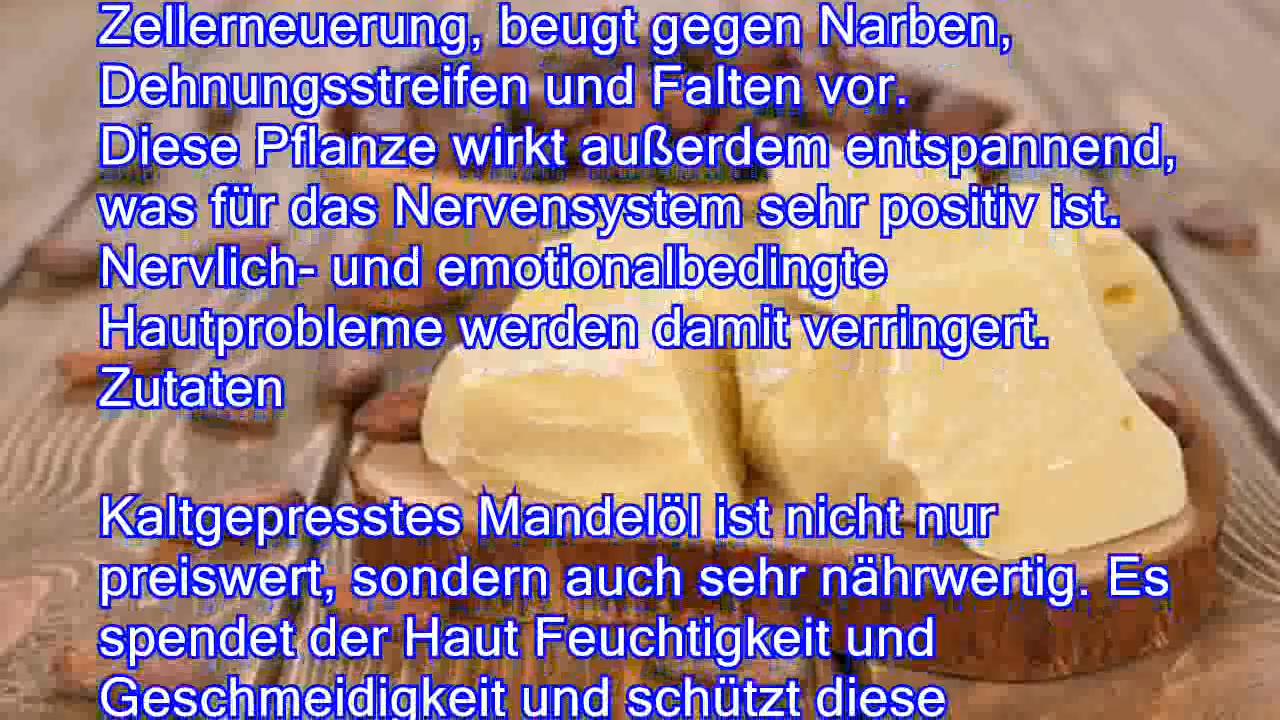 Zellerneuerung, beugt gegen Narben,
Dehnungsstreifen und Falten vor.
Diese Pflanze wirkt außerdem entspannend,
was für das Nervensystem sehr positiv ist.
Nervlich- und emotionalbedingte
Hautprobleme werden damit verringert.
Zutaten
Kaltgepresstes Mandelöl ist nicht nur
preiswert, sondern auch sehr nährwertig. Es
spendet der Haut Feuchtigkeit und
Geschmeidigkeit und schützt diese